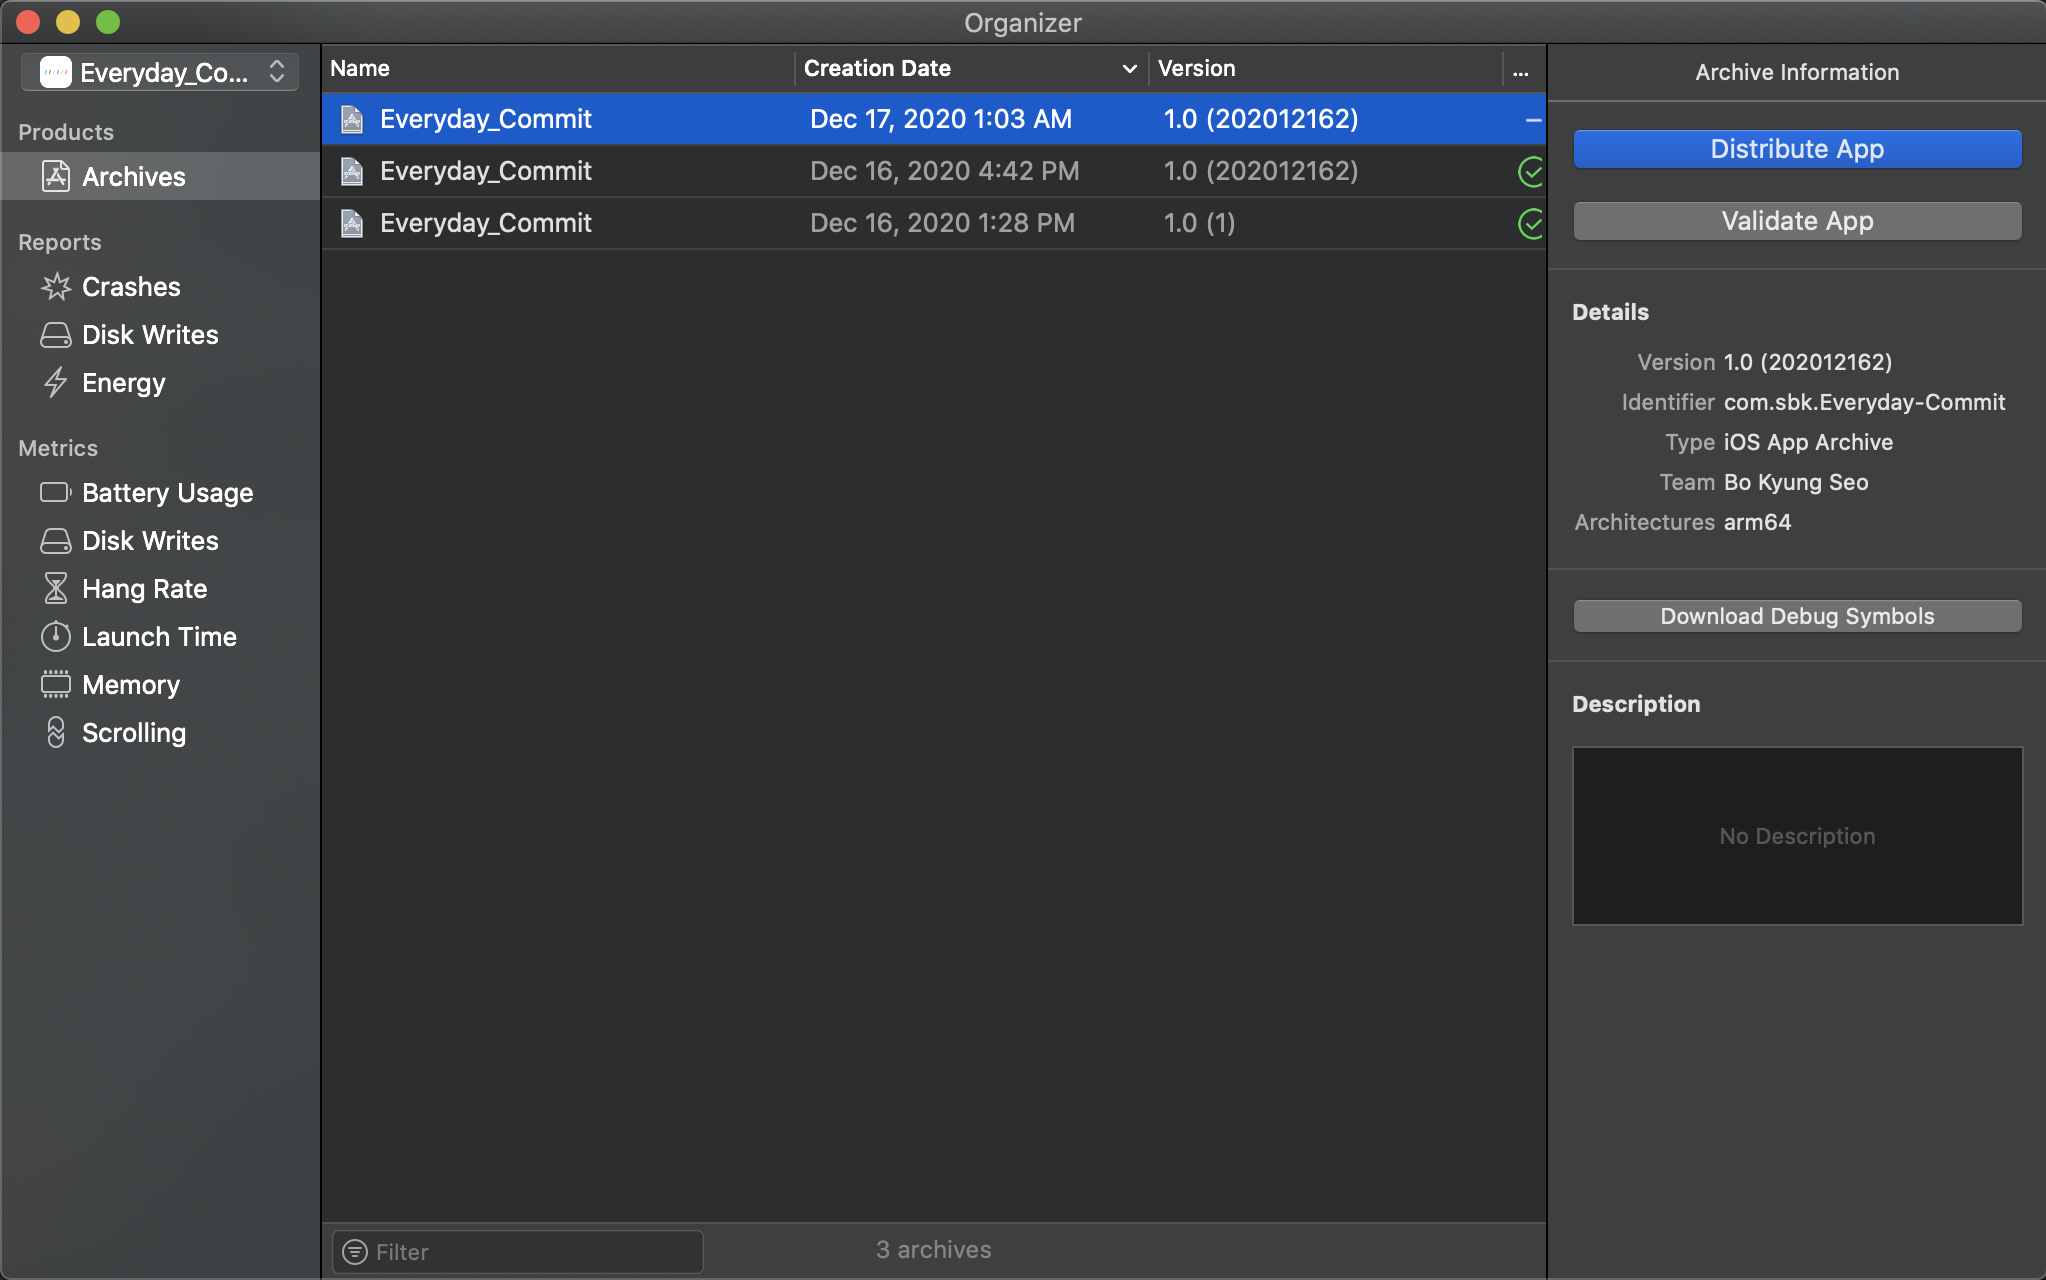 Organizer
Everyday_Co...
Products
Archives
Reports
Crashes
Disk Writes
Energy
Metrics
Battery Usage
Disk Writes
Hang Rate
Launch Time
Memory
Scrolling
Name Creation Date Version ...
Everyday_Commit Dec 17, 2020 1:03 AM 1.0 (202012162) –
Everyday_Commit Dec 16, 2020 4:42 PM 1.0 (202012162)
Everyday_Commit Dec 16, 2020 1:28 PM 1.0 (1)
Filter
3 archives
Archive Information
Distribute App
Validate App
Details
Version 1.0 (202012162)
Identifier com.sbk.Everyday-Commit
Type iOS App Archive
Team Bo Kyung Seo
Architectures arm64
Download Debug Symbols
Description
No Description